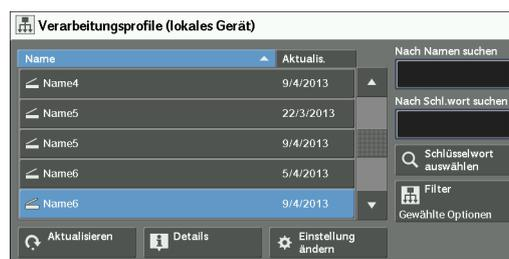 Verarbeitungsprofile (lokales Gerät)
Name Aktualis.
Name4 9/4/2013
Name5 22/3/2013
Name5 9/4/2013
Name6 5/4/2013
Name6 9/4/2013
Nach Namen suchen
Nach Schl.wort suchen
Schlüsselwort
auswählen
Filter
Gewählte Optionen
Aktualisieren
Details
Einstellung
ändern